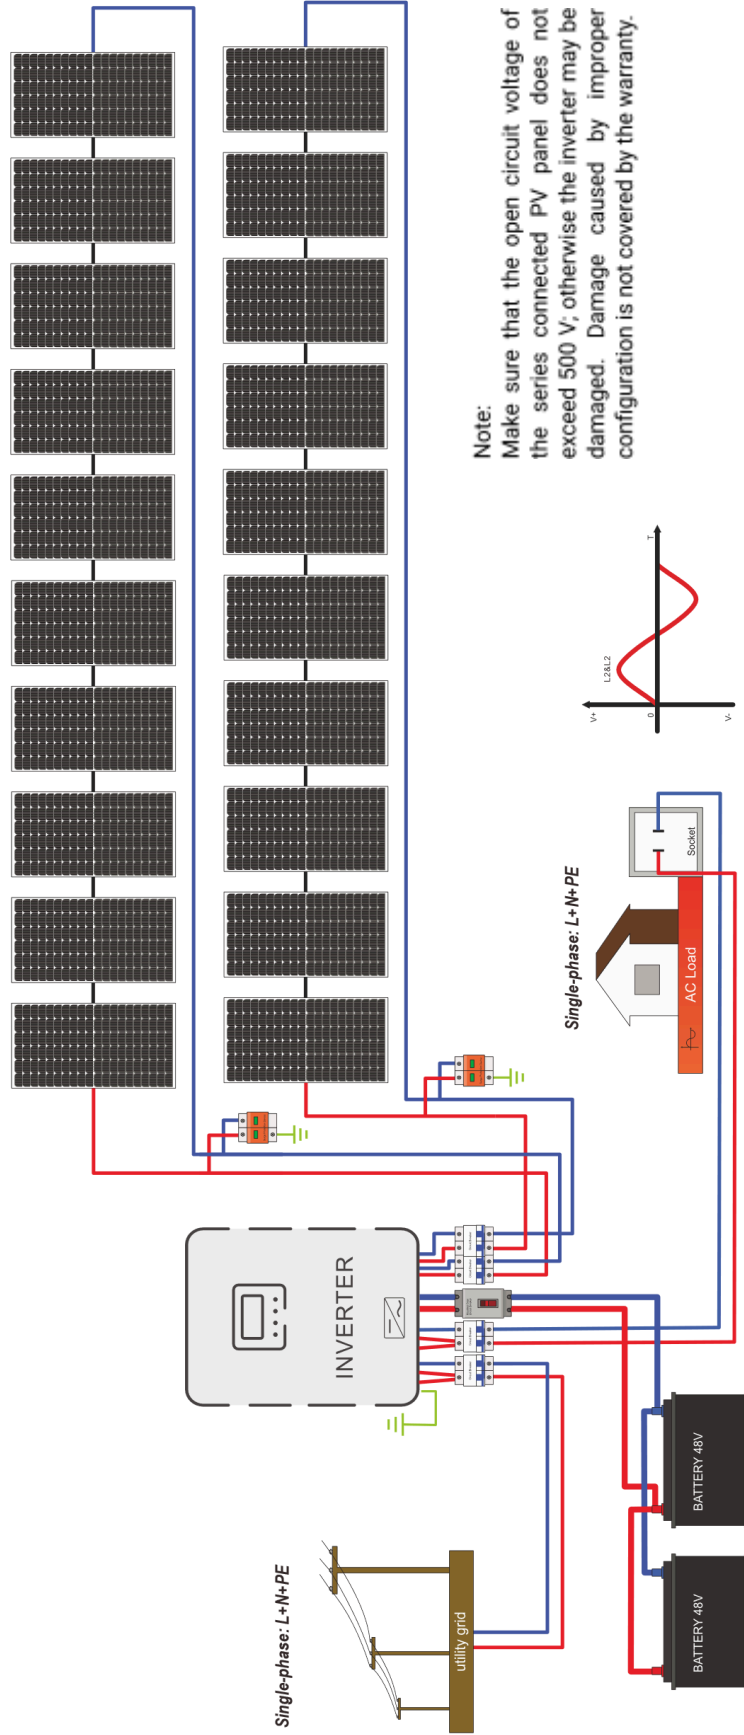 Note:
Make sure that the open circuit voltage of
the series connected PV panel does not
exceed 500 V; otherwise the inverter may be
damaged. Damage caused by improper
configuration is not covered by the warranty.
Single-phase: L+N+PE
utility grid
INVERTER
BATTERY 48V
BATTERY 48V
Single-phase: L+N+PE
AC Load
Socket
V+
L2&L2
0
T
V-